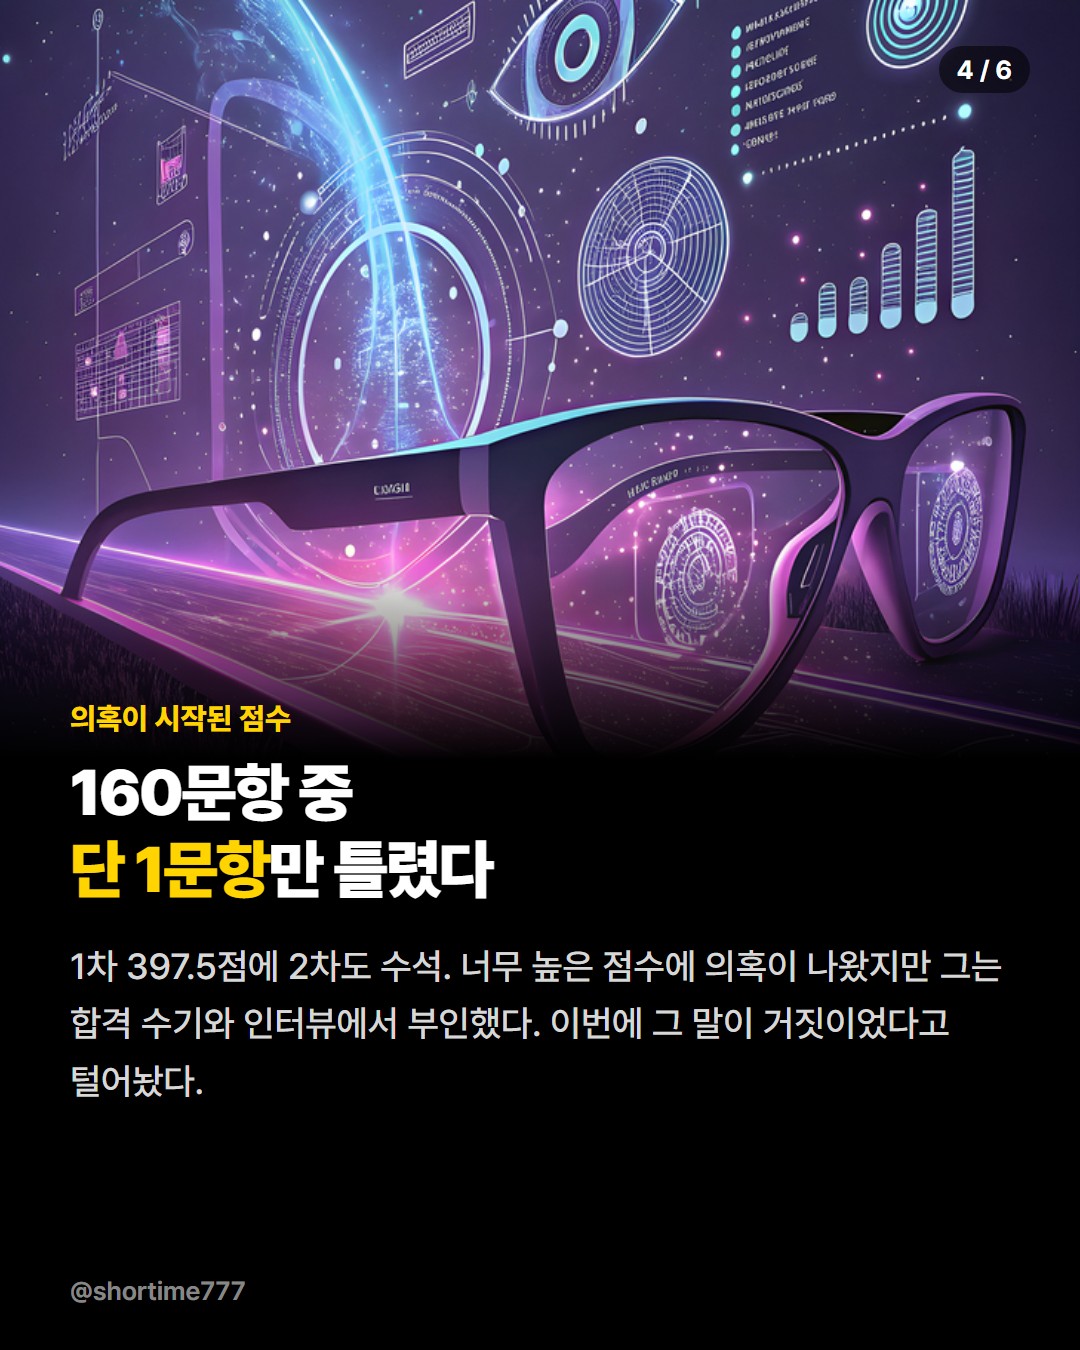 4 / 6
의혹이 시작된 점수
160문항 중
단 1문항만 틀렸다
1차 397.5점에 2차도 수석. 너무 높은 점수에 의혹이 나왔지만 그는
합격 수기와 인터뷰에서 부인했다. 이번에 그 말이 거짓이었다고
털어놨다.
@shortime777